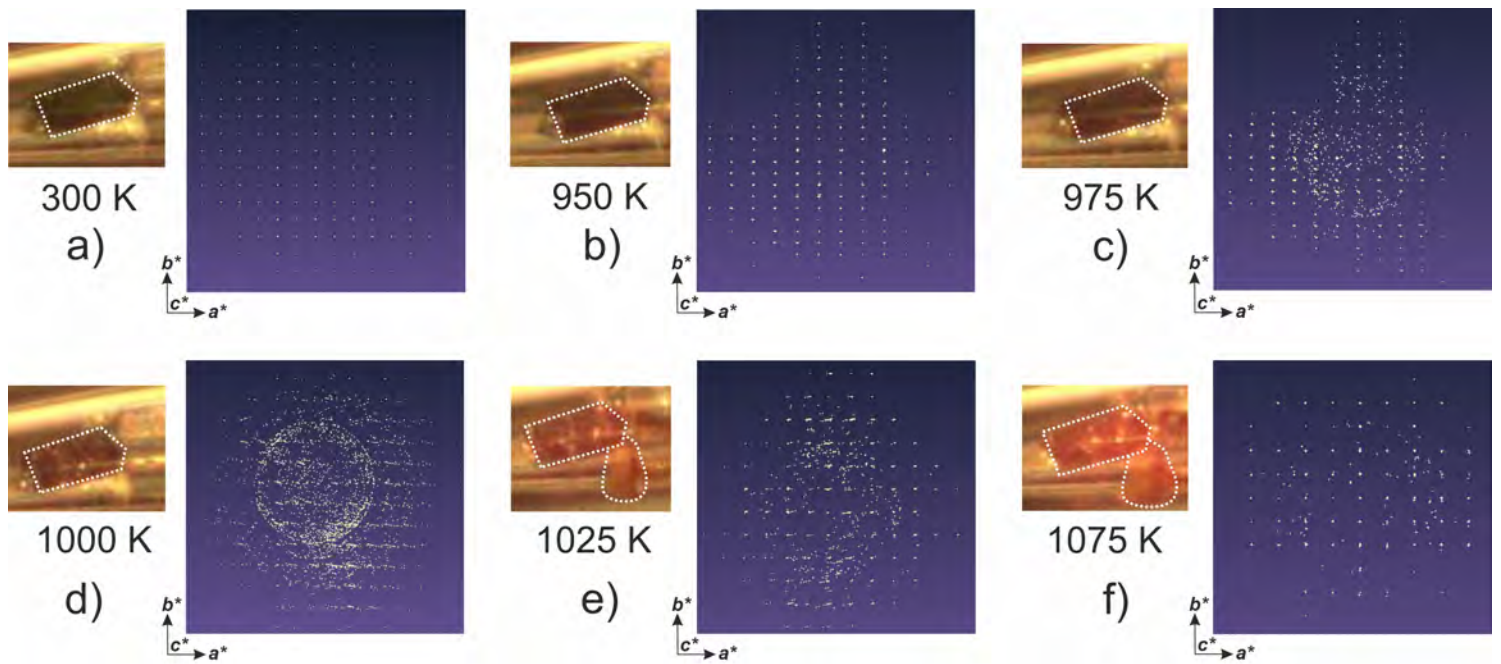 300 K
a)
b*
c* a*
950 K
b)
b*
c* a*
975 K
c)
b*
c* a*
1000 K
d)
b*
c* a*
1025 K
e)
b*
c* a*
1075 K
f)
b*
c* a*